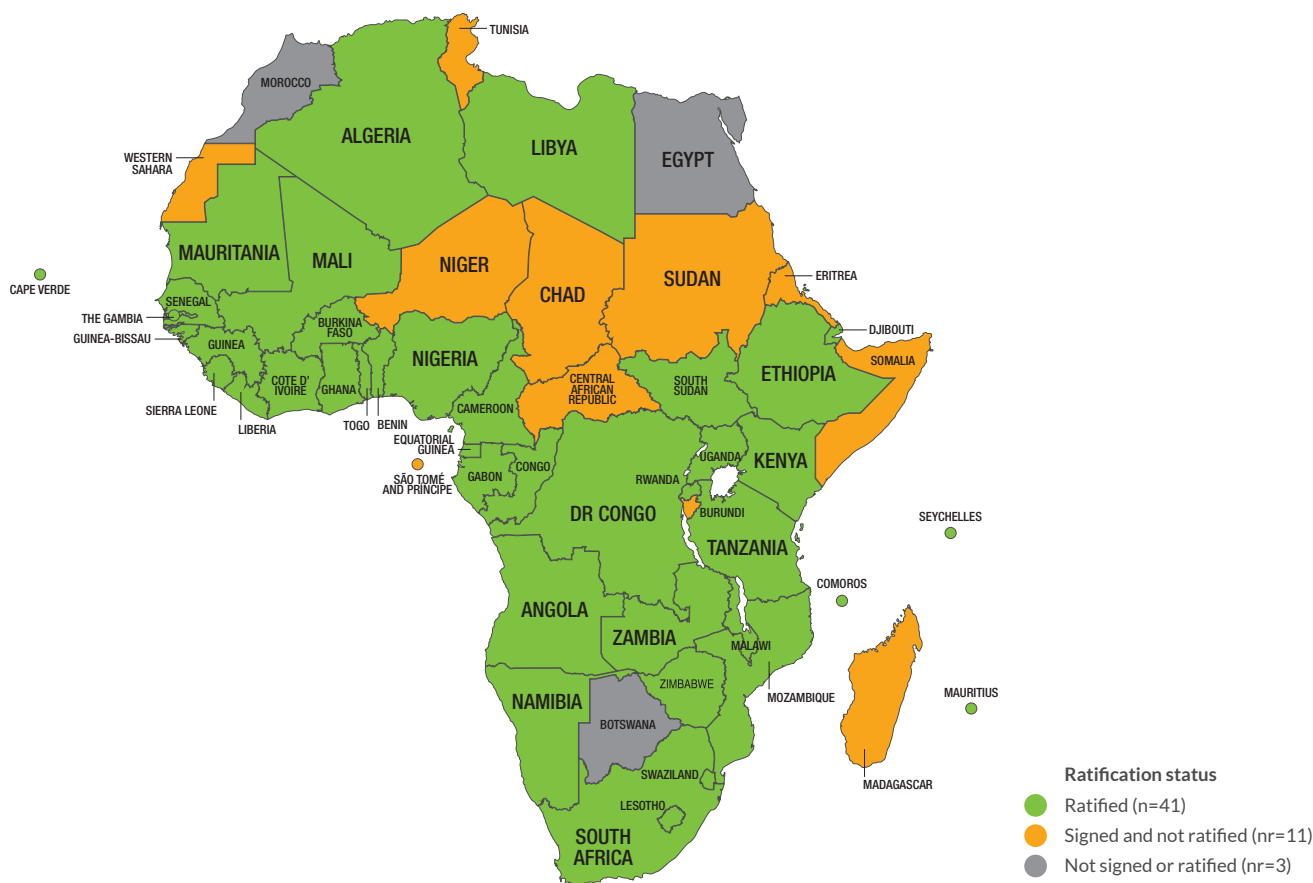 TUNISIA
MOROCCO
ALGERIA
LIBYA
EGYPT
WESTERN
SAHARA
MAURITANIA
MALI
NIGER
CHAD
SUDAN
ERITREA
CAPE VERDE
SENEGAL
THE GAMBIA
GUINEA-BISSAU
GUINEA
BURKINA
FASO
NIGERIA
DJIBOUTI
SOMALIA
ETHIOPIA
SOUTH
SUDAN
CENTRAL
AFRICAN
REPUBLIC
COTE D'
IVOIRE
GHANA
SIERRA LEONE
LIBERIA
TOGO
BENIN
CAMEROON
EQUATORIAL
GUINEA
SÃO TOMÉ
AND PRÍNCIPE
GABON
CONGO
UGANDA
KENYA
RWANDA
BURUNDI
DR CONGO
TANZANIA
SEYCHELLES
COMOROS
ANGOLA
ZAMBIA
MALAWI
MOZAMBIQUE
ZIMBABWE
MAURITIUS
NAMIBIA
BOTSWANA
MADAGASCAR
SWAZILAND
LESOTHO
SOUTH
AFRICA
Ratification status
Ratified (n=41)
Signed and not ratified (nr=11)
Not signed or ratified (nr=3)